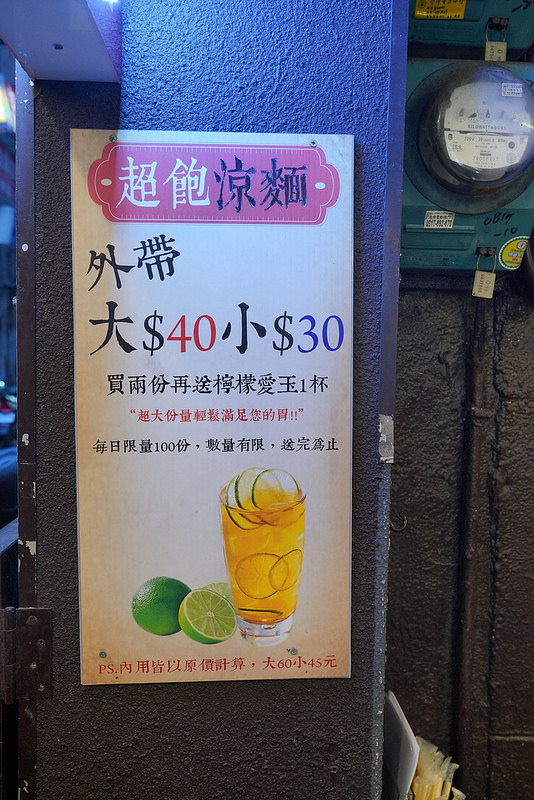 超飽涼麵
外帶
大$40小$30
買兩份再送檸檬愛玉1杯
“超大份量輕鬆滿足您的胃!!”
每日限量100份，數量有限，送完為止
PS.內用皆以原價計算，大60小45元
KILOWATTHOURS
0817
-10